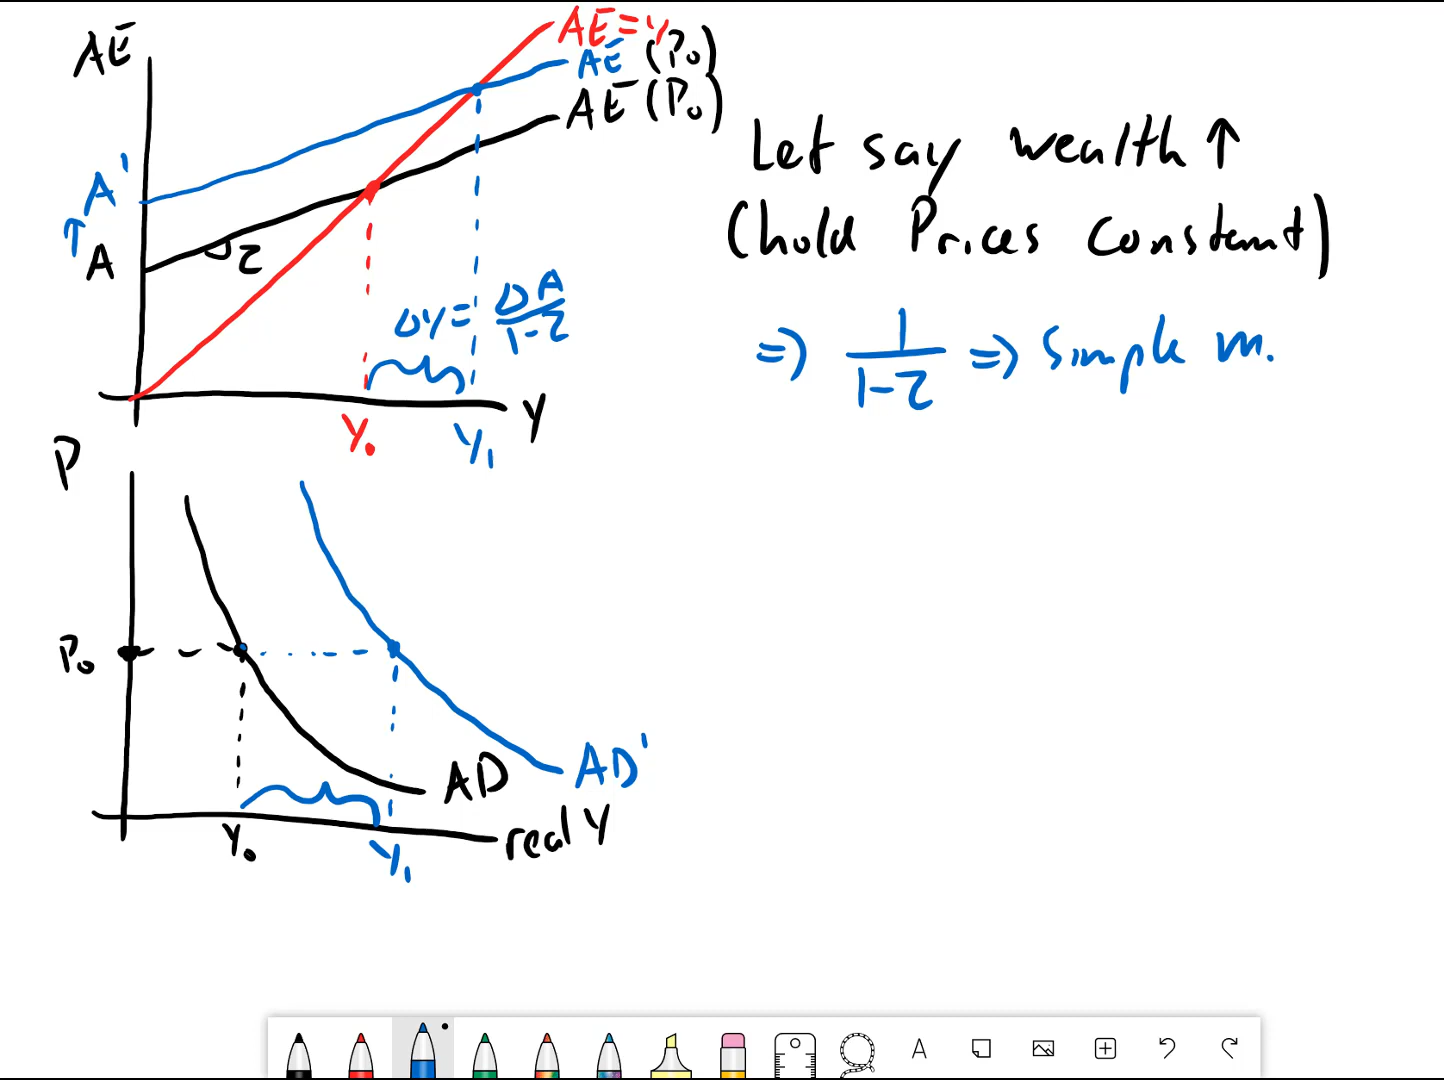 AE
AE=Y
AE (P₀)
AE (P₀)
A'
↑
A
z
ΔY = ΔA/1-z
Y₀
Y₁
Y
Let say wealth ↑
(hold Prices constant)
=> 1/1-z => simple m.
P
P₀
AD
AD'
Y₀
Y₁
real Y
A